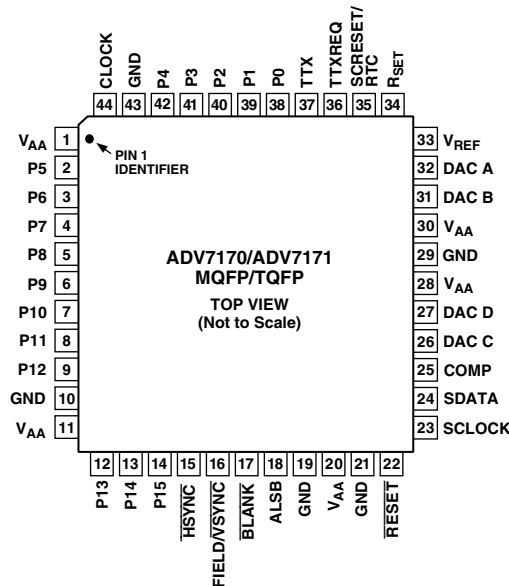 CLOCK
GND
P4
P3
P2
P1
P0
TTX
TTXREQ
SCRESET/
RTC
RSET
44 43 42 41 40 39 38 37 36 35 34
VAA 1
P5 2
P6 3
P7 4
P8 5
P9 6
P10 7
P11 8
P12 9
GND 10
VAA 11
PIN 1
IDENTIFIER
ADV7170/ADV7171
MQFP/TQFP
TOP VIEW
(Not to Scale)
33 VREF
32 DAC A
31 DAC B
30 VAA
29 GND
28 VAA
27 DAC D
26 DAC C
25 COMP
24 SDATA
23 SCLOCK
12 13 14 15 16 17 18 19 20 21 22
P13
P14
P15
HSYNC
FIELD/VSYNC
BLANK
ALSB
GND
VAA
GND
RESET